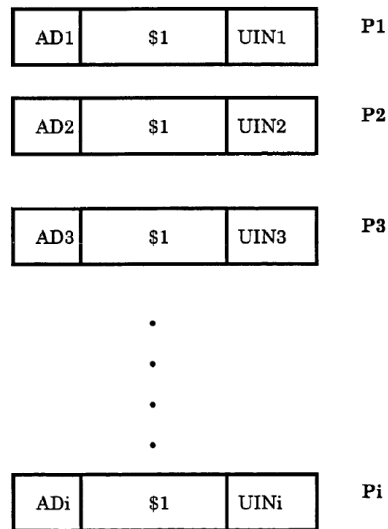 AD1 $1 UIN1 P1
AD2 $1 UIN2 P2
AD3 $1 UIN3 P3
ADi $1 UINi Pi